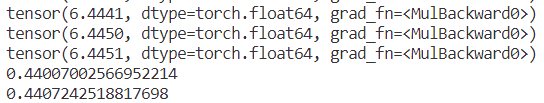 tensor(6.4441, dtype=torch.float64, grad_fn=<MulBackward0>)
tensor(6.4450, dtype=torch.float64, grad_fn=<MulBackward0>)
tensor(6.4451, dtype=torch.float64, grad_fn=<MulBackward0>)
0.44007002566952214
0.4407242518817698